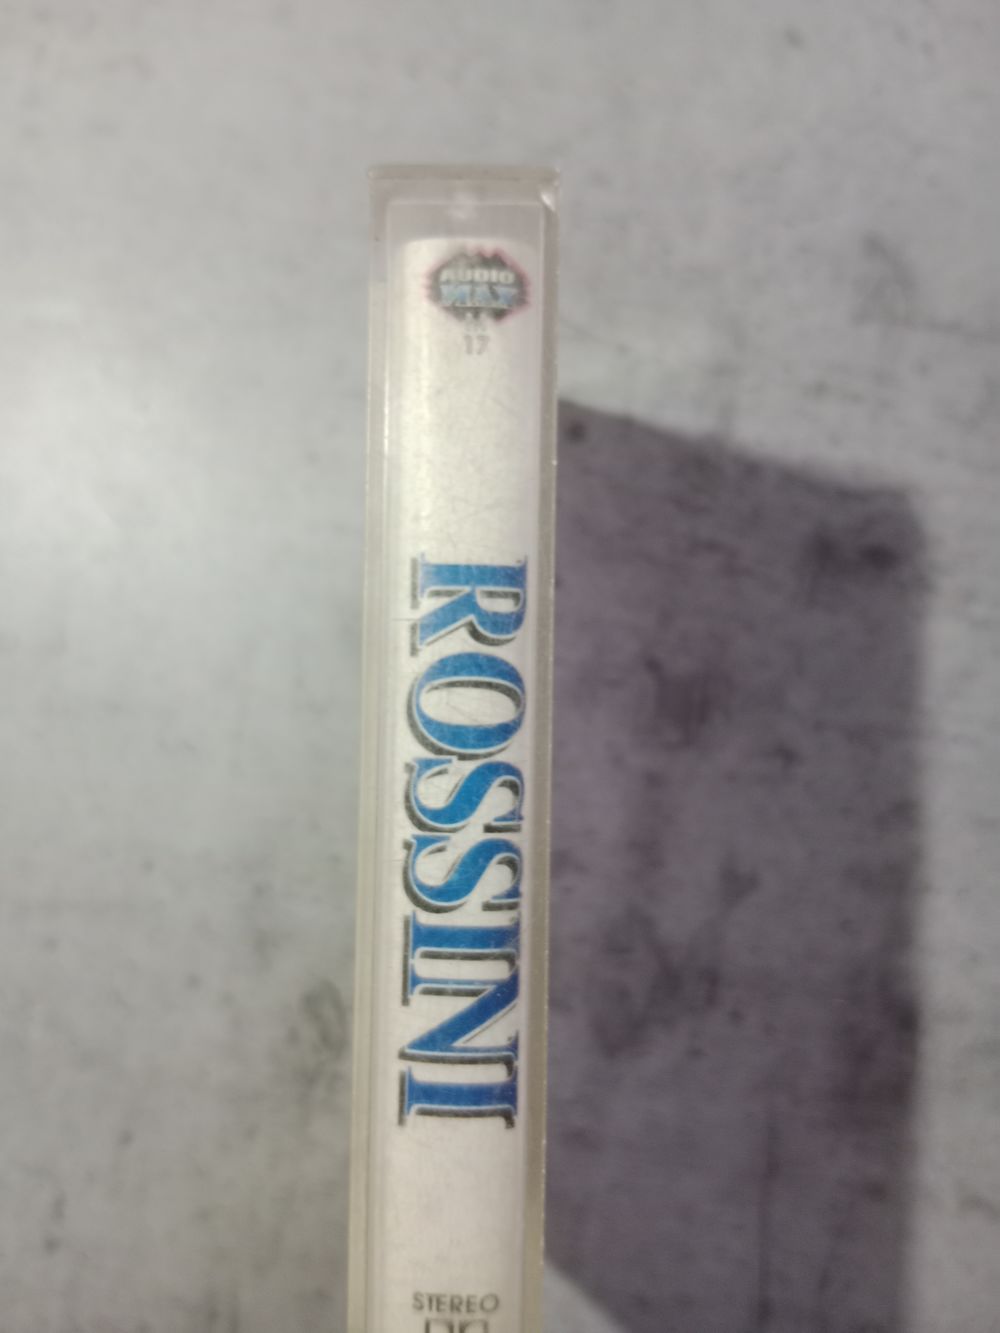 AUDIO
MAX
17
ROSSINI
STEREO